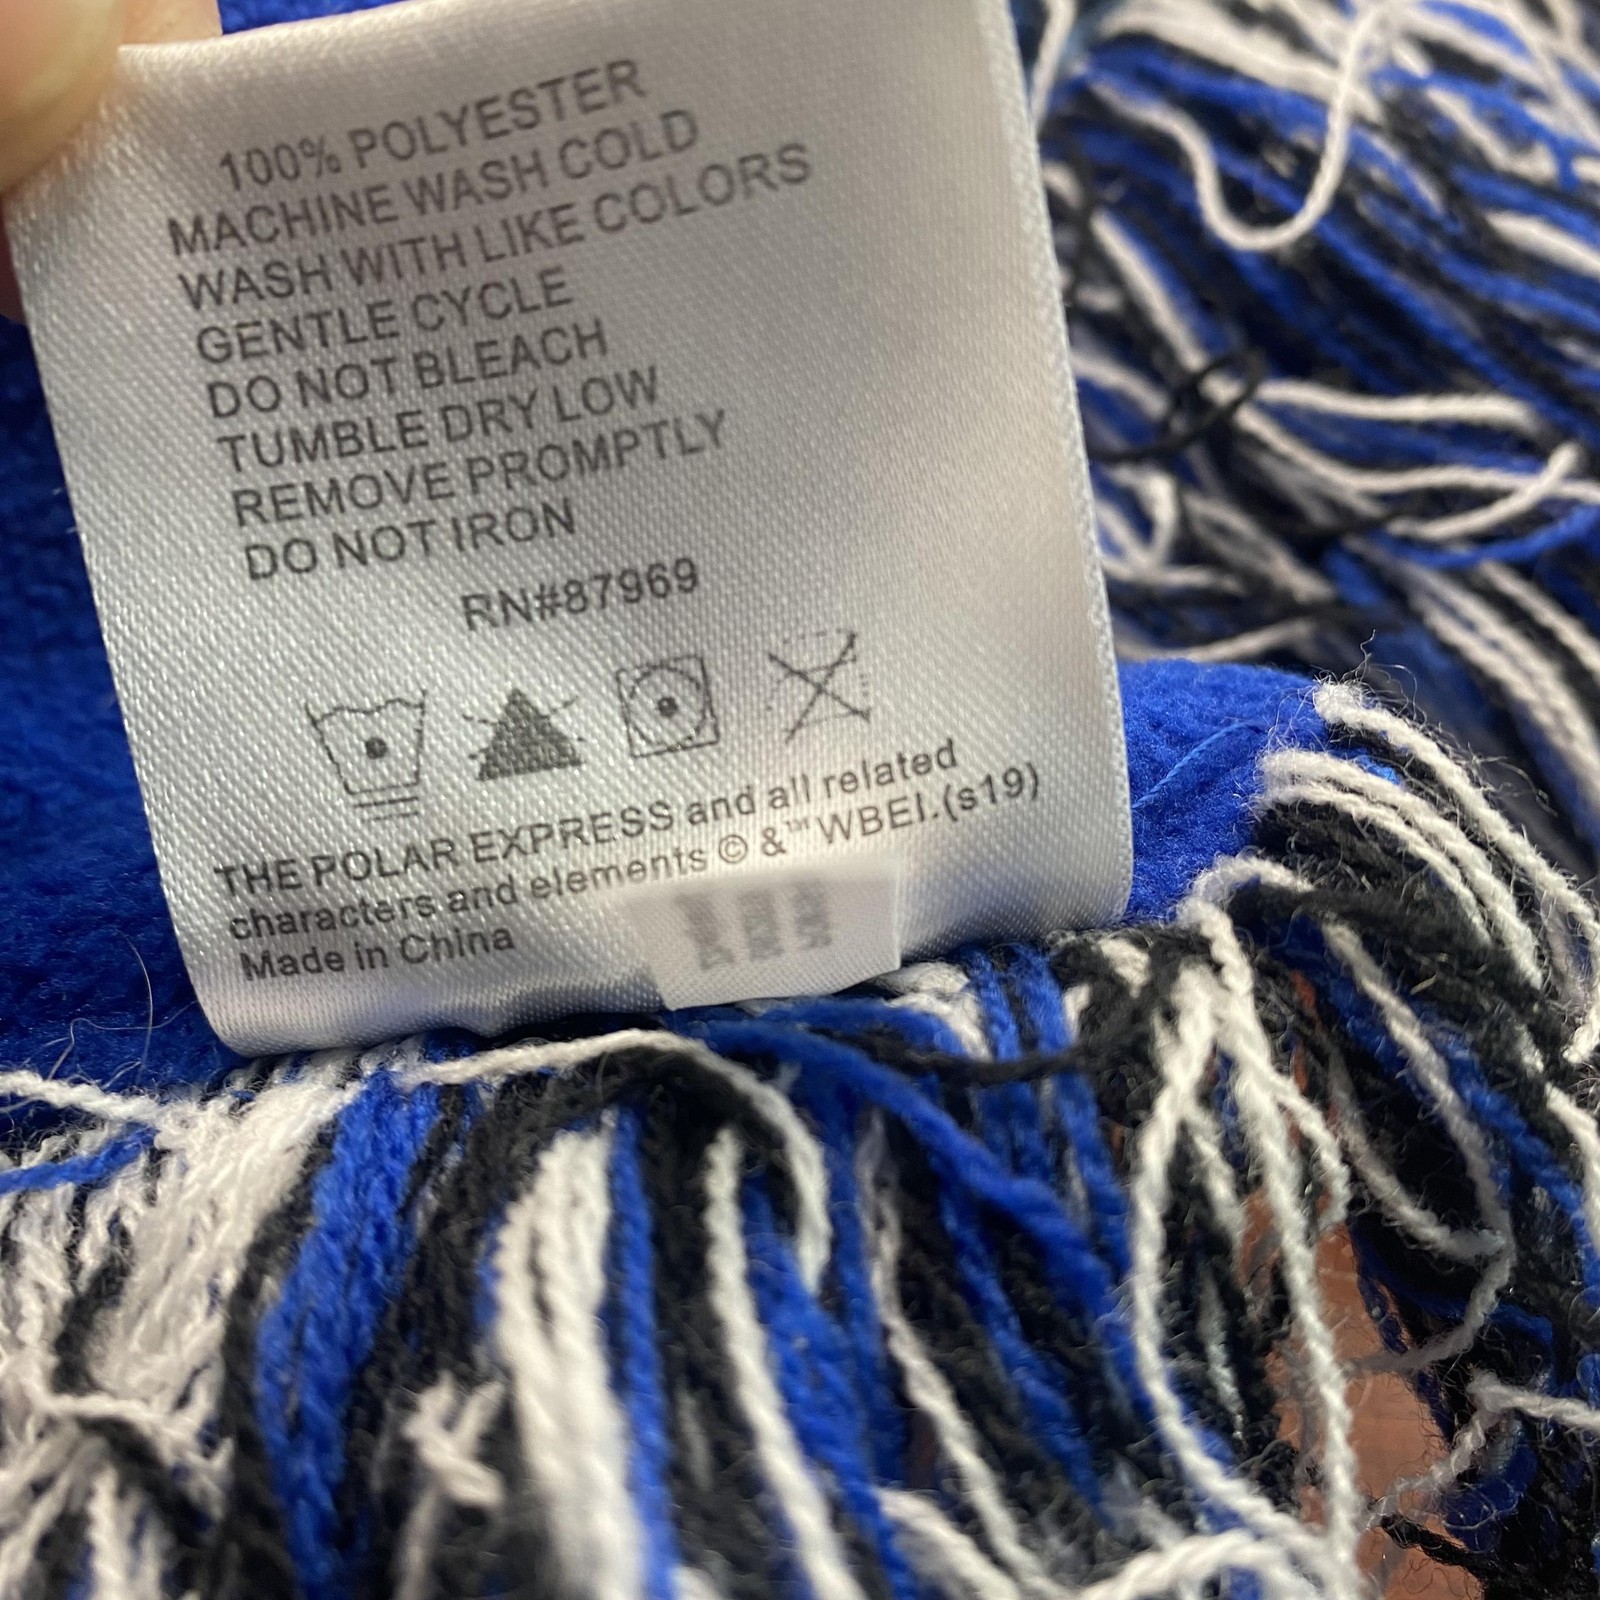 100% POLYESTER
MACHINE WASH COLD
WASH WITH LIKE COLORS
GENTLE CYCLE
DO NOT BLEACH
TUMBLE DRY LOW
REMOVE PROMPTLY
DO NOT IRON
RN#87969
THE POLAR EXPRESS and all related
characters and elements © &™ WBEI.(s19)
Made in China